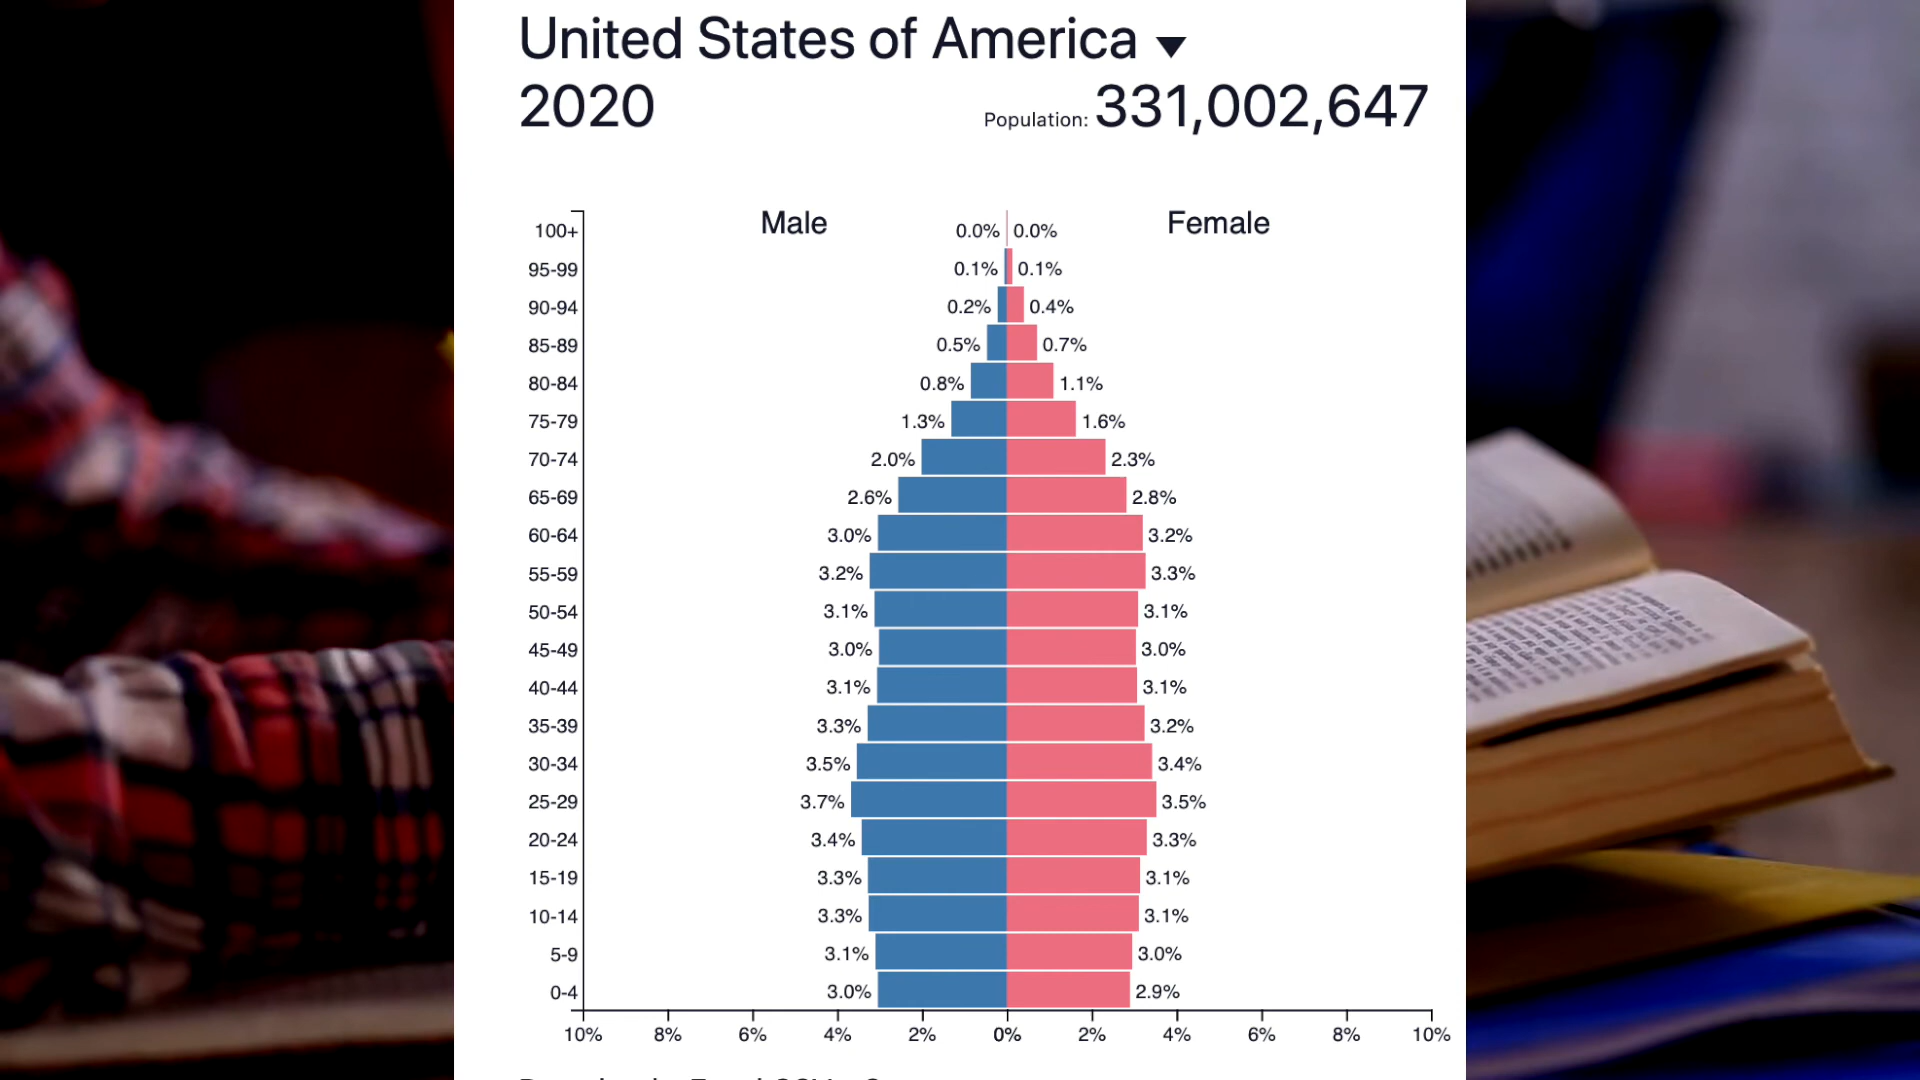 United States of America
2020
Population: 331,002,647
Male Female
100+ 0.0% 0.0%
95-99 0.1% 0.1%
90-94 0.2% 0.4%
85-89 0.5% 0.7%
80-84 0.8% 1.1%
75-79 1.3% 1.6%
70-74 2.0% 2.3%
65-69 2.6% 2.8%
60-64 3.0% 3.2%
55-59 3.2% 3.3%
50-54 3.1% 3.1%
45-49 3.0% 3.0%
40-44 3.1% 3.1%
35-39 3.3% 3.2%
30-34 3.5% 3.4%
25-29 3.7% 3.5%
20-24 3.4% 3.3%
15-19 3.3% 3.1%
10-14 3.3% 3.1%
5-9 3.1% 3.0%
0-4 3.0% 2.9%
10% 8% 6% 4% 2% 0% 2% 4% 6% 8% 10%